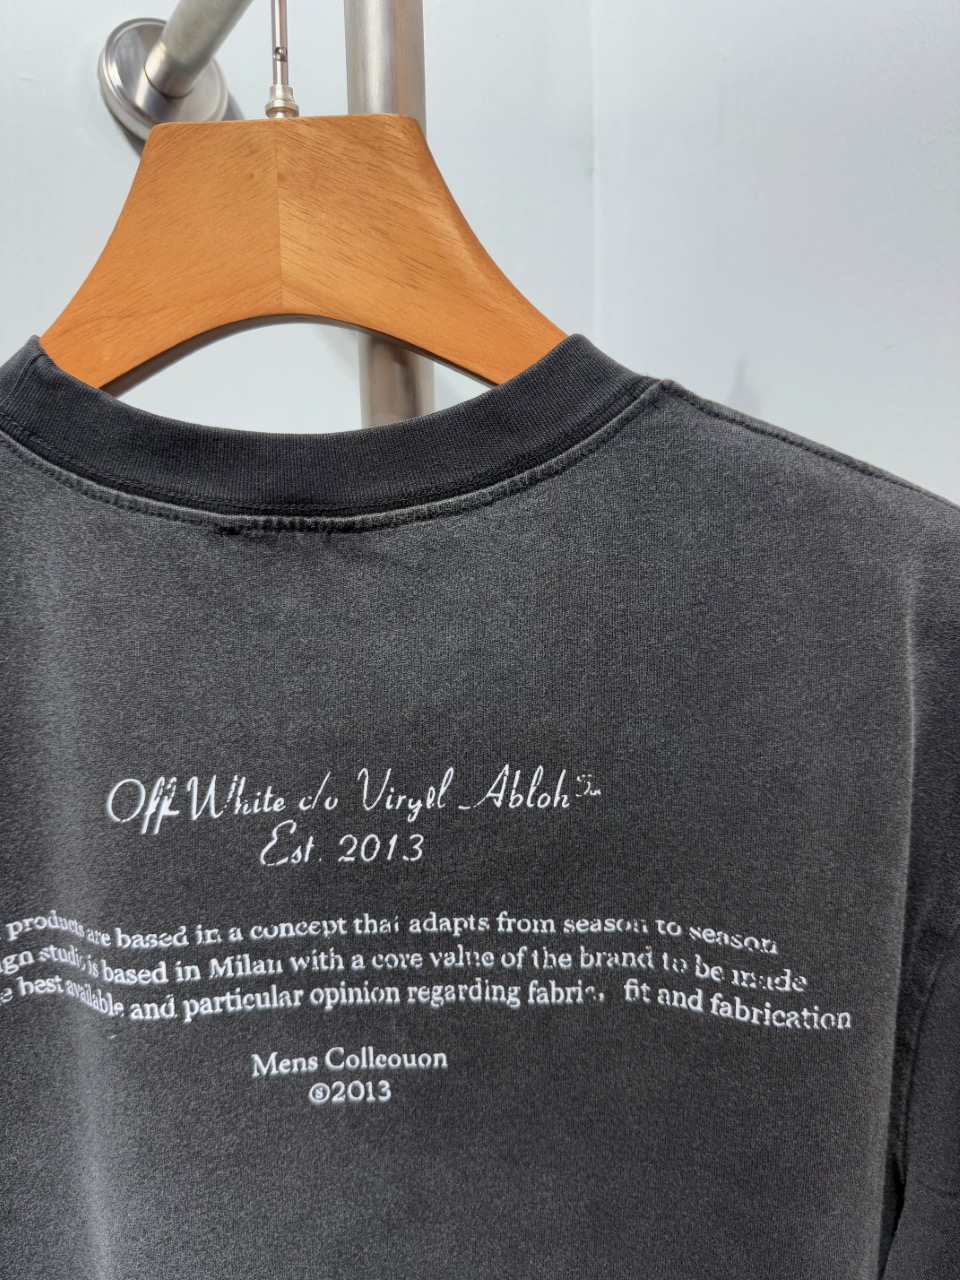 Off White c/o Virgil Abloh
Est. 2013
products are based in a concept that adapts from season to season
studio is based in Milan with a core value of the brand to be made
best available and particular opinion regarding fabric, fit and fabrication
Mens Collcouon
©2013